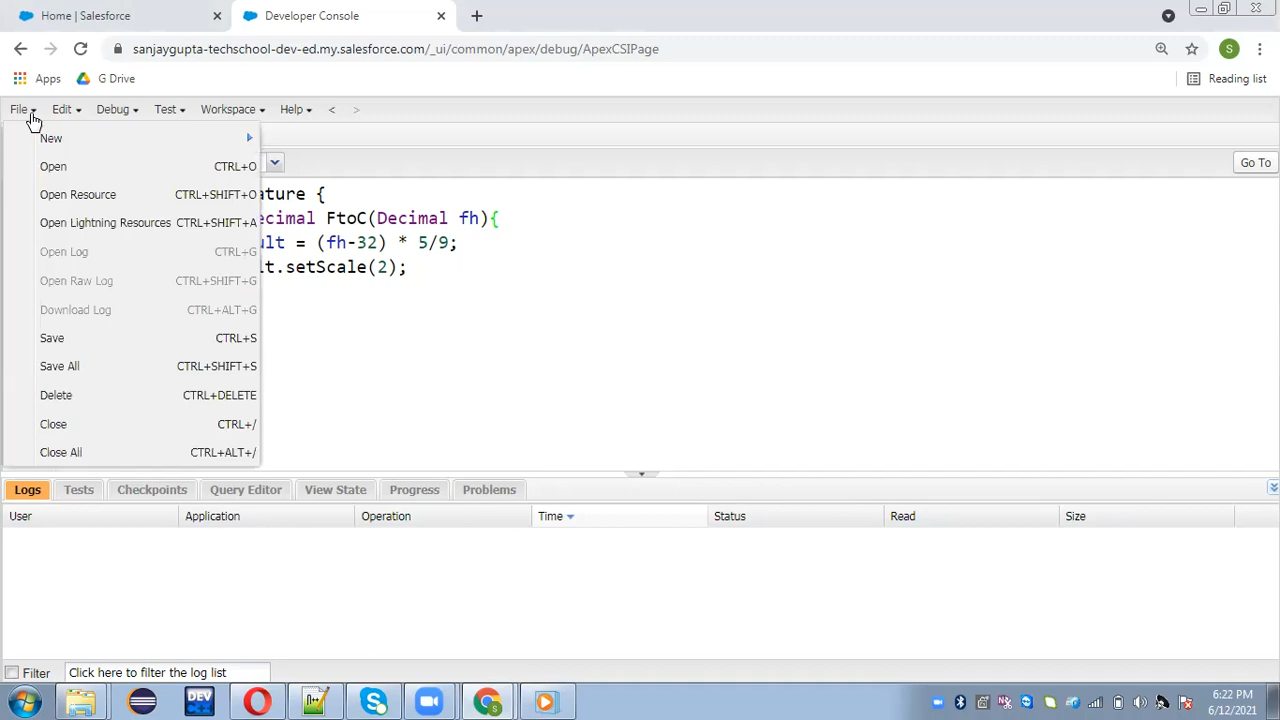 Home | Salesforce
Developer Console
sanjaygupta-techschool-dev-ed.my.salesforce.com/_ui/common/apex/debug/ApexCSIPage
S
Apps
G Drive
Reading list
File Edit Debug Test Workspace Help < >
New
Open CTRL+O
Go To
Open Resource CTRL+SHIFT+O
ature {
Open Lightning Resources CTRL+SHIFT+A
ecimal FtoC(Decimal fh){
Open Log CTRL+G
ult = (fh-32) * 5/9;
Open Raw Log CTRL+SHIFT+G
lt.setScale(2);
Download Log CTRL+ALT+G
Save CTRL+S
Save All CTRL+SHIFT+S
Delete CTRL+DELETE
Close CTRL+/
Close All CTRL+ALT+/
Logs Tests Checkpoints Query Editor View State Progress Problems
User Application Operation Time Status Read Size
Filter Click here to filter the log list
DEV
6:22 PM
6/12/2021